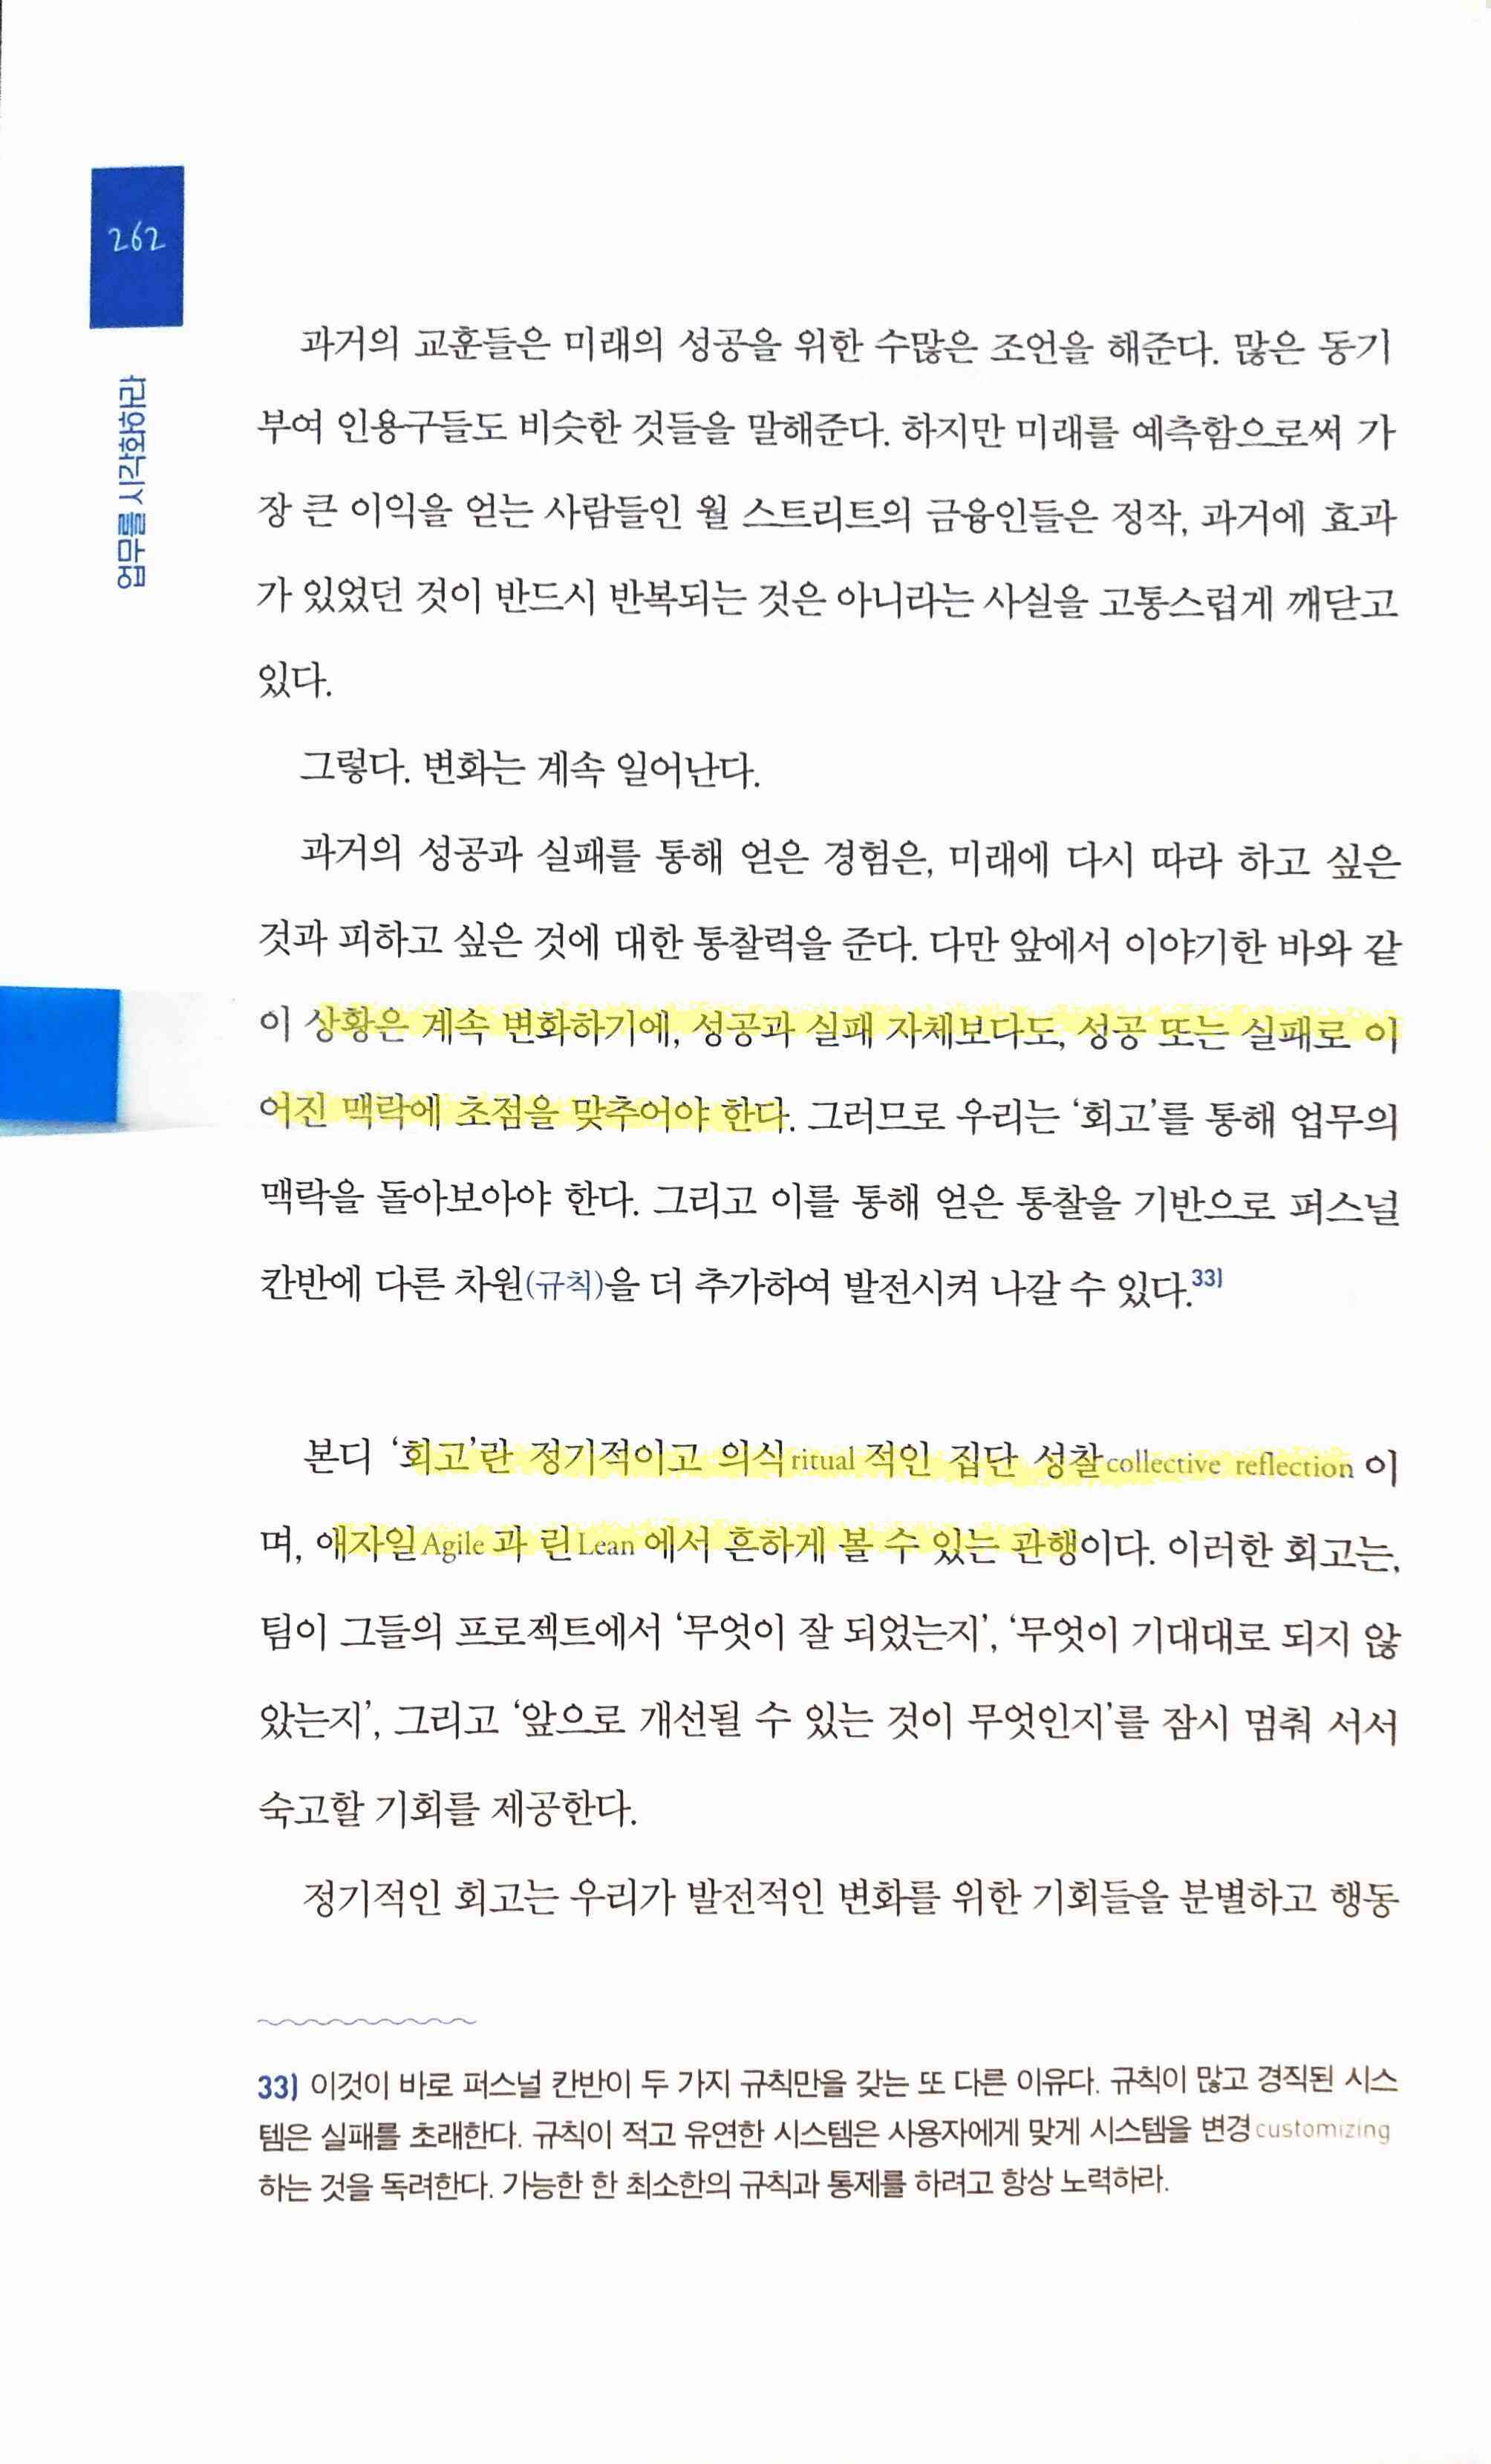 262
업무를 시각화하라
과거의 교훈들은 미래의 성공을 위한 수많은 조언을 해준다. 많은 동기
부여 인용구들도 비슷한 것들을 말해준다. 하지만 미래를 예측함으로써 가
장 큰 이익을 얻는 사람들인 월 스트리트의 금융인들은 정작, 과거에 효과
가 있었던 것이 반드시 반복되는 것은 아니라는 사실을 고통스럽게 깨닫고
있다.
그렇다. 변화는 계속 일어난다.
과거의 성공과 실패를 통해 얻은 경험은, 미래에 다시 따라 하고 싶은
것과 피하고 싶은 것에 대한 통찰력을 준다. 다만 앞에서 이야기한 바와 같
이 상황은 계속 변화하기에, 성공과 실패 자체보다도, 성공 또는 실패로 이
어진 맥락에 초점을 맞추어야 한다. 그러므로 우리는 ‘회고’를 통해 업무의
맥락을 돌아보아야 한다. 그리고 이를 통해 얻은 통찰을 기반으로 퍼스널
칸반에 다른 차원(규칙)을 더 추가하여 발전시켜 나갈 수 있다.33)
본디 ‘회고’란 정기적이고 의식ritual적인 집단 성찰collective reflection이
며, 애자일Agile과 린Lean에서 흔하게 볼 수 있는 관행이다. 이러한 회고는,
팀이 그들의 프로젝트에서 ‘무엇이 잘 되었는지’, ‘무엇이 기대대로 되지 않
았는지’, 그리고 ‘앞으로 개선될 수 있는 것이 무엇인지’를 잠시 멈춰 서서
숙고할 기회를 제공한다.
정기적인 회고는 우리가 발전적인 변화를 위한 기회들을 분별하고 행동
33) 이것이 바로 퍼스널 칸반이 두 가지 규칙만을 갖는 또 다른 이유다. 규칙이 많고 경직된 시스
템은 실패를 초래한다. 규칙이 적고 유연한 시스템은 사용자에게 맞게 시스템을 변경customizing
하는 것을 독려한다. 가능한 한 최소한의 규칙과 통제를 하려고 항상 노력하라.